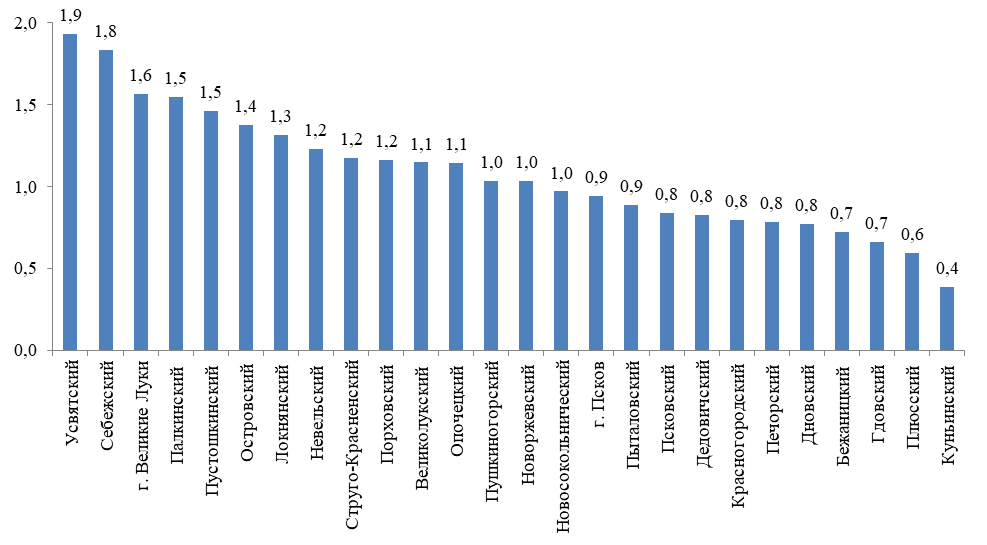 2,0
1,5
1,0
0,5
0,0
1,9
1,8
1,6
1,5
1,5
1,4
1,3
1,2
1,2
1,2
1,1
1,1
1,0
1,0
1,0
0,9
0,9
0,8
0,8
0,8
0,8
0,8
0,7
0,7
0,6
0,4
Усвятский
Себежский
г. Великие Луки
Палкинский
Пустошкинский
Островский
Локнянский
Невельский
Струго-Красненский
Порховский
Великолукский
Опочецкий
Пушкиногорский
Новоржевский
Новосокольнический
г. Псков
Пыталовский
Псковский
Дедовичский
Красногородский
Печорский
Дновский
Бежаницкий
Гдовский
Плюсский
Куньинский